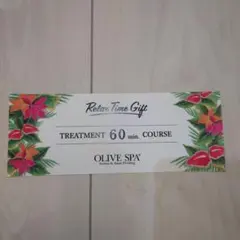 Relax Time Gift
TREATMENT 60 min. COURSE
OLIVE SPA